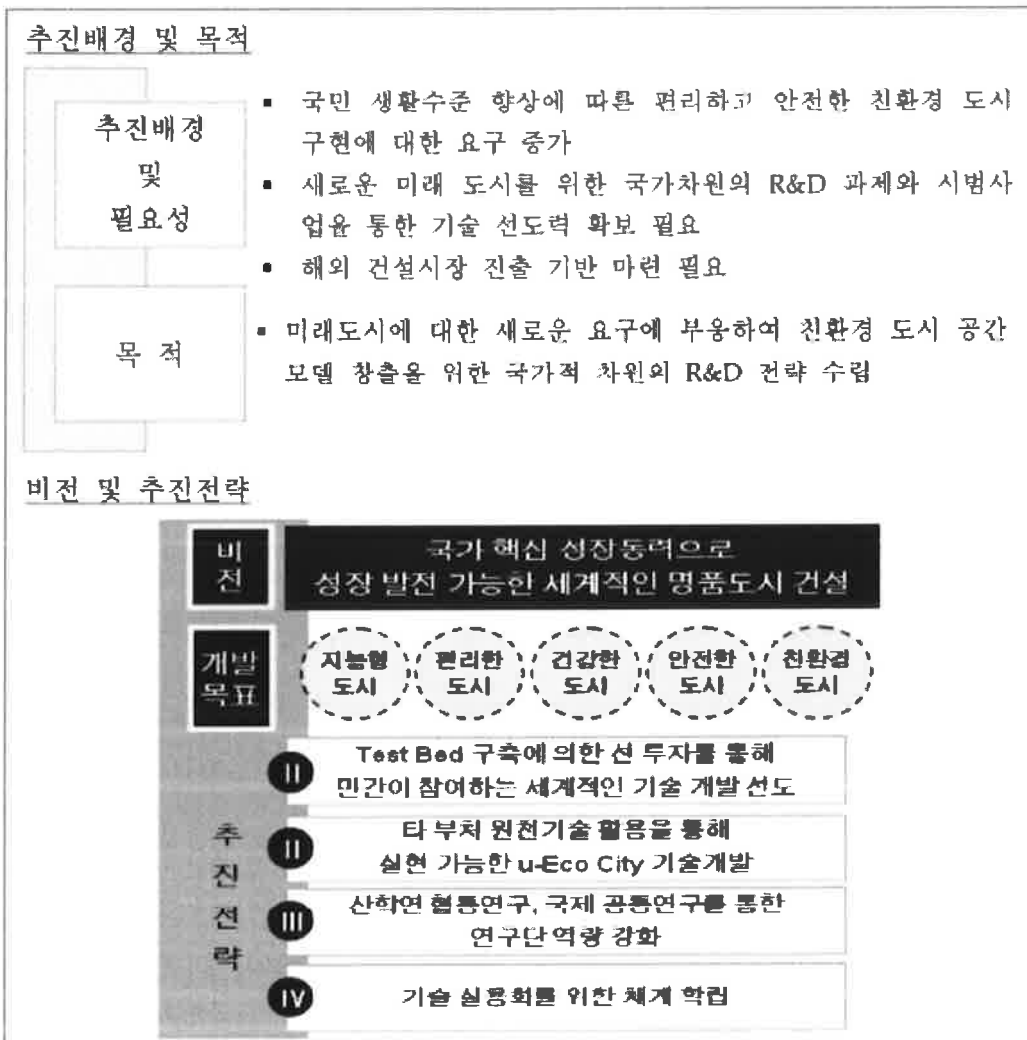 추진배경 및 목적
추진배경
및
필요성
▪ 국민 생활수준 향상에 따른 편리하고 안전한 친환경 도시
구현에 대한 요구 증가
▪ 새로운 미래 도시를 위한 국가차원의 R&D 과제와 시범사
업을 통한 기술 선도력 확보 필요
▪ 해외 건설시장 진출 기반 마련 필요
목 적
▪ 미래도시에 대한 새로운 요구에 부응하여 친환경 도시 공간
모델 창출을 위한 국가적 차원의 R&D 전략 수립
비전 및 추진전략
비
전
국가 핵심 성장동력으로
성장 발전 가능한 세계적인 명품도시 건설
개발
목표
지능형
도시
편리한
도시
건강한
도시
안전한
도시
친환경
도시
추
진
전
략
II
Test Bed 구축에 의한 선 투자를 통해
민간이 참여하는 세계적인 기술 개발 선도
II
타 부처 원천기술 활용을 통해
실현 가능한 u-Eco City 기술개발
III
산학연 협동연구, 국제 공동연구를 통한
연구단 역량 강화
IV
기술 실용화를 위한 체계 확립